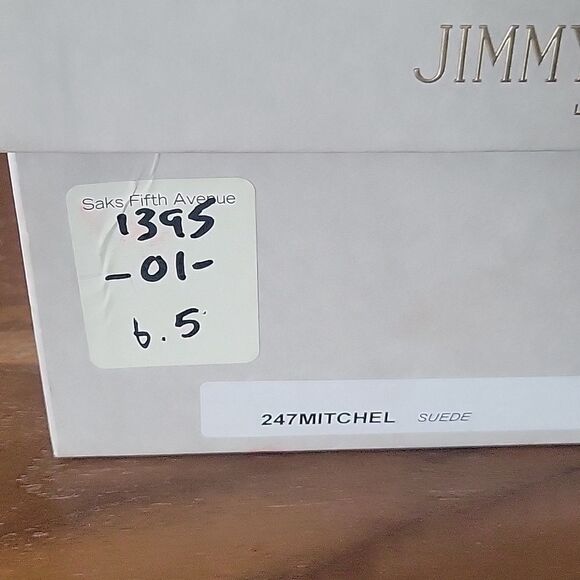 JIMMY
Saks Fifth Avenue
1395
-01-
6.5
247MITCHEL SUEDE